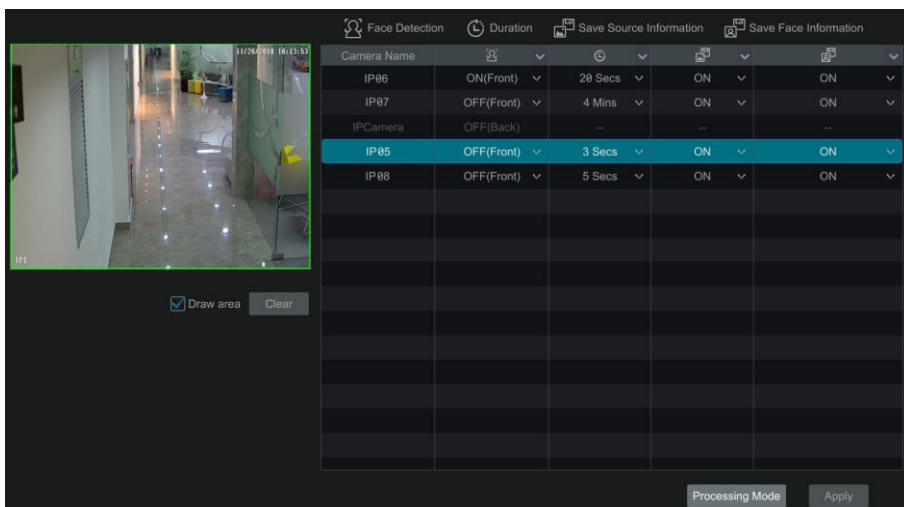 Face Detection Duration Save Source Information Save Face Information
11/26/2018 16:13:53
Camera Name
IP06 ON(Front) 20 Secs ON ON
IP07 OFF(Front) 4 Mins ON ON
IPCamera OFF(Back) -- -- --
IP05 OFF(Front) 3 Secs ON ON
IP08 OFF(Front) 5 Secs ON ON
IP1
Draw area Clear
Processing Mode Apply